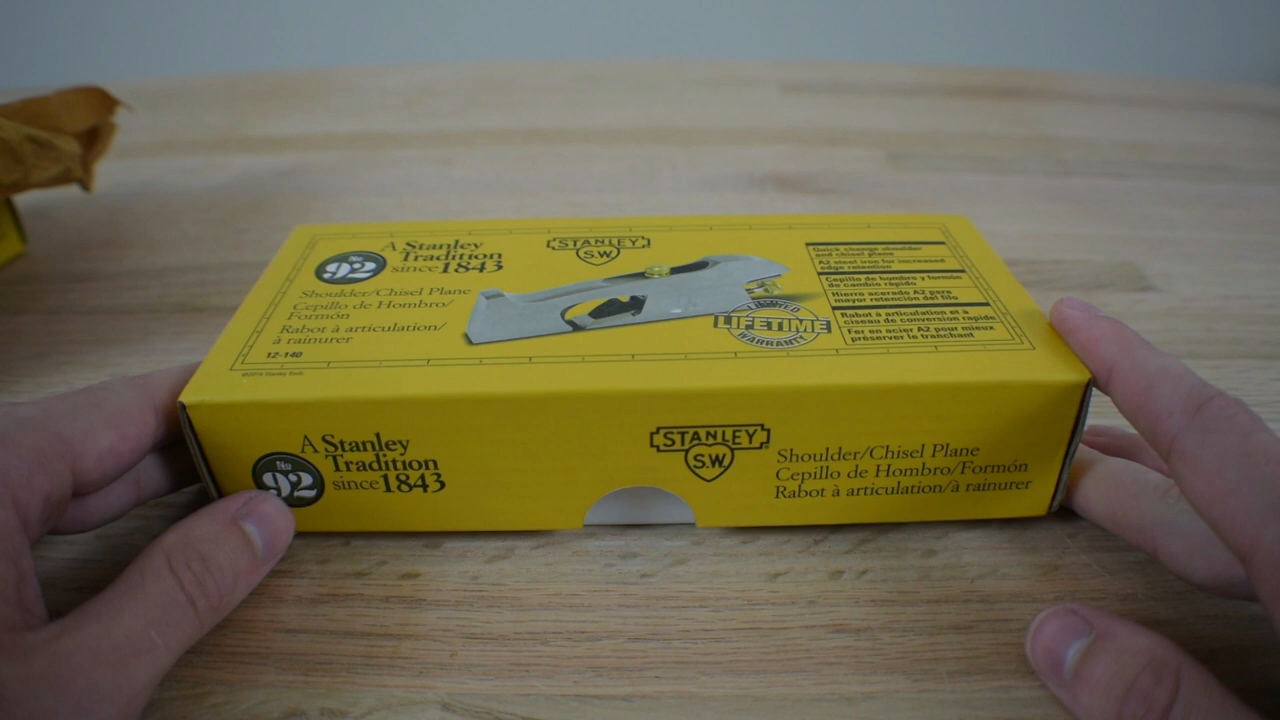 No
92
A Stanley
Tradition
since 1843
Shoulder/Chisel Plane
Cepillo de Hombro/
Formón
Rabot à articulation/
à rainurer
12-140
STANLEY
S.W.
LIMITED
LIFETIME
WARRANTY
Quick change shoulder
and chisel plane
A2 steel iron for increased
edge retention
Cepillo de hombro y formón
de cambio rápido
Hierro acerado A2 para
mayor retención del filo
Rabot à articulation et à
ciseau de conversion rapide
Fer en acier A2 pour mieux
préserver le tranchant
No
92
A Stanley
Tradition
since 1843
STANLEY
S.W.
Shoulder/Chisel Plane
Cepillo de Hombro/Formón
Rabot à articulation/à rainurer